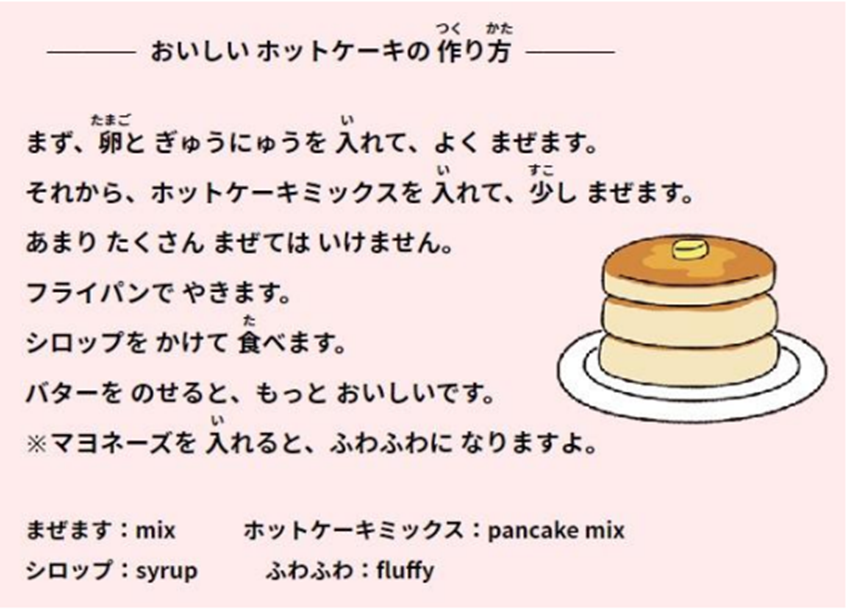 おいしい ホットケーキの 作り方
まず、卵と ぎゅうにゅうを 入れて、よく まぜます。
それから、ホットケーキミックスを 入れて、少し まぜます。
あまり たくさん まぜては いけません。
フライパンで やきます。
シロップを かけて 食べます。
バターを のせると、もっと おいしいです。
※マヨネーズを 入れると、ふわふわに なりますよ。
まぜます：mix　ホットケーキミックス：pancake mix
シロップ：syrup　ふわふわ：fluffy